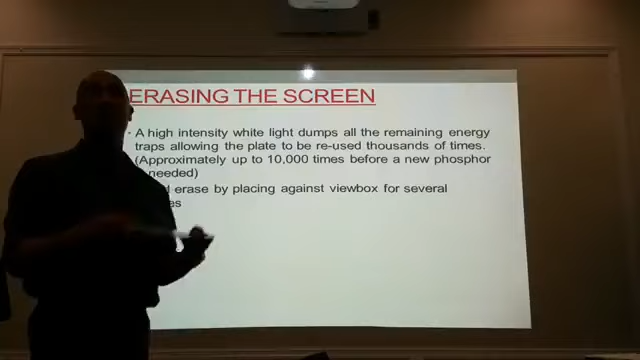 ERASING THE SCREEN
• A high intensity white light dumps all the remaining energy
traps allowing the plate to be re-used thousands of times.
(Approximately up to 10,000 times before a new phosphor
needed)
erase by placing against viewbox for several